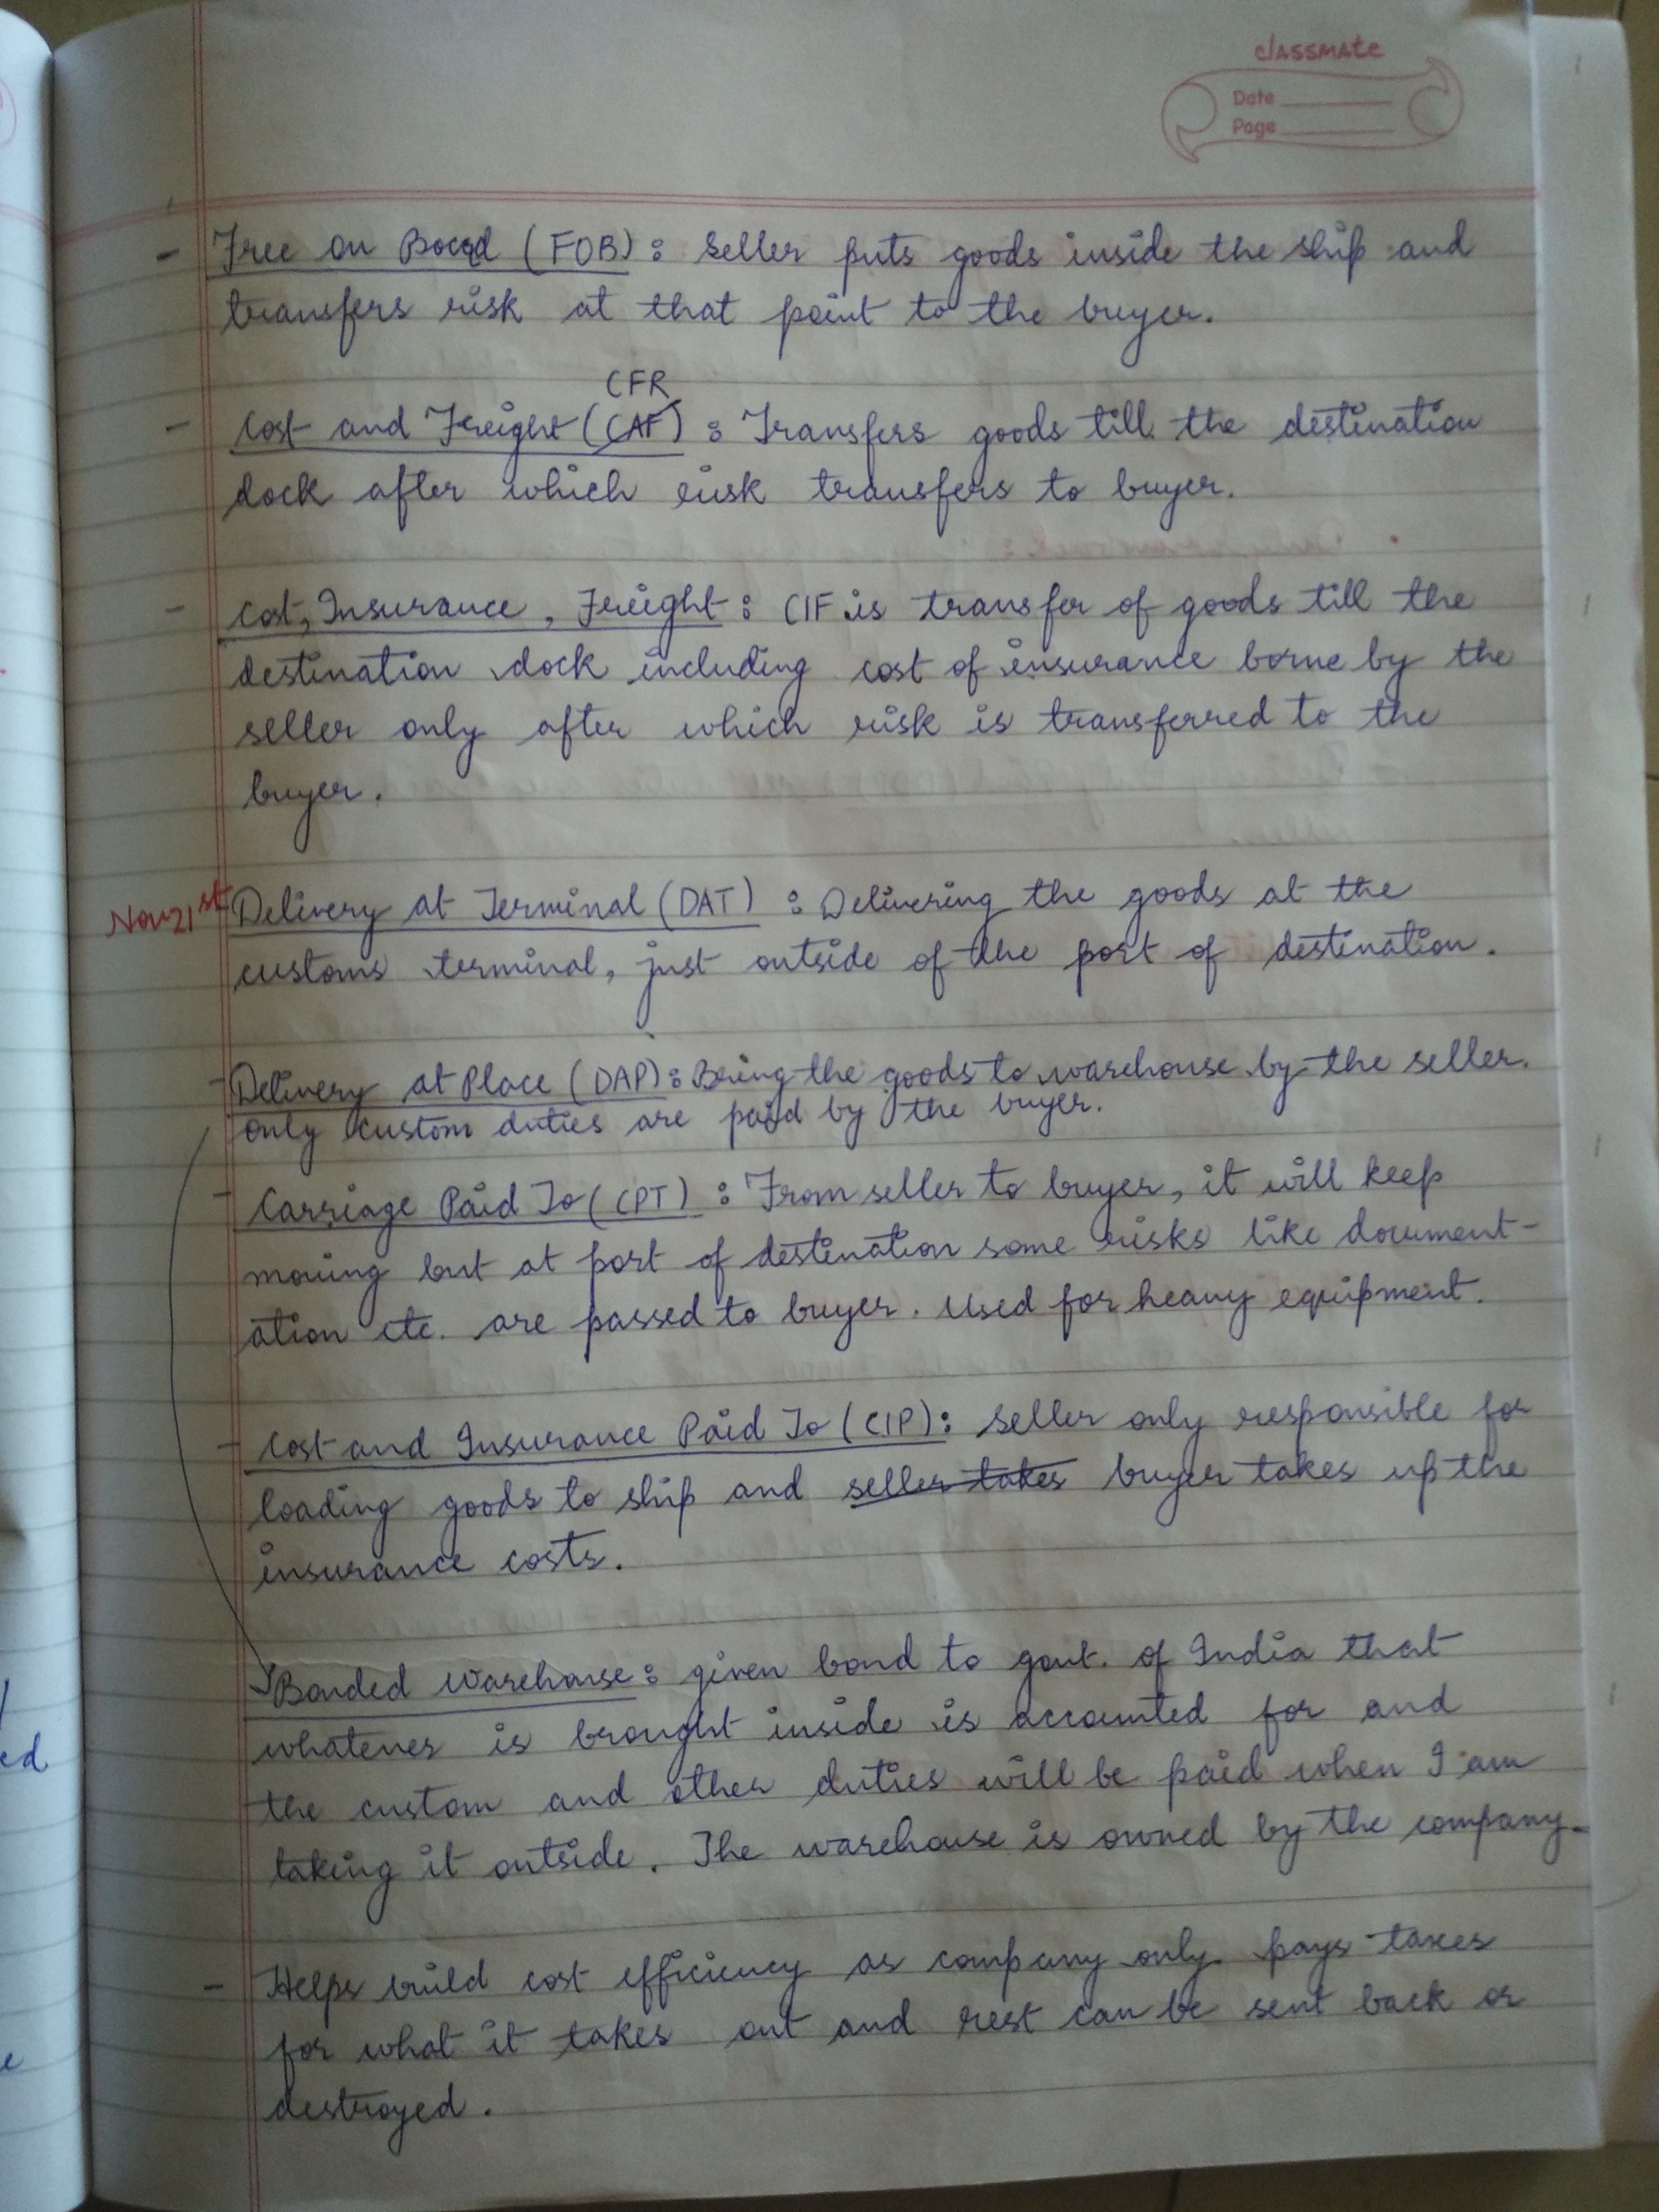 classmate
Date
Page
- Free on Board (FOB) : Seller puts goods inside the ship and
transfers risk at that point to the buyer.
CFR
- Cost and Freight (CAF) : Transfers goods till the destination
dock after which risk transfers to buyer.
- Cost, Insurance, Freight : CIF is transfer of goods till the
destination dock including cost of insurance borne by the
seller only after which risk is transferred to the
buyer.
Nov 21st - Delivery at Terminal (DAT) : Delivering the goods at the
customs terminal, just outside of the port of destination.
- Delivery at Place (DAP) : Bring the goods to warehouse by the seller.
only custom duties are paid by the buyer.
- Carriage Paid To (CPT) : From seller to buyer, it will keep
moving but at port of destination some risks like document-
ation etc. are passed to buyer. Used for heavy equipment.
- Cost and Insurance Paid To (CIP) : Seller only responsible for
loading goods to ship and seller takes buyer takes up the
insurance costs.
Bonded Warehouse : given bond to govt. of India that
whatever is brought inside is accounted for and
the custom and other duties will be paid when I am
taking it outside. The warehouse is owned by the company.
- Helps build cost efficiency as company only pays taxes
for what it takes out and rest can be sent back or
destroyed.
ed
e